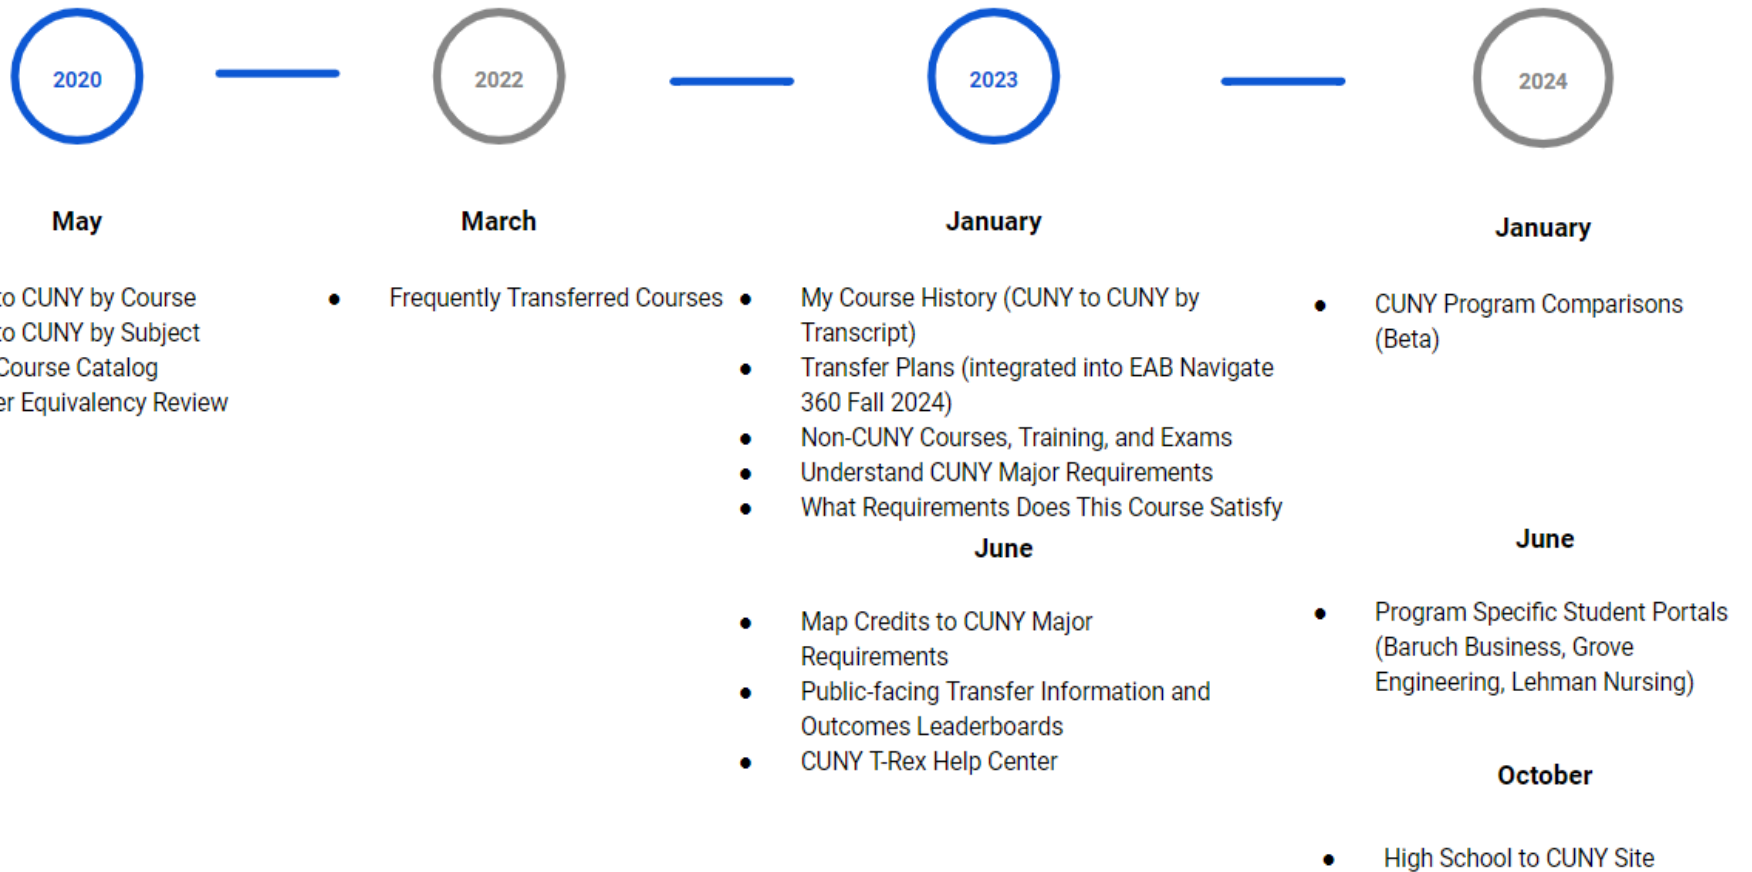 2020
May
to CUNY by Course
to CUNY by Subject
Course Catalog
er Equivalency Review
2022
March
● Frequently Transferred Courses
2023
January
● My Course History (CUNY to CUNY by
Transcript)
● Transfer Plans (integrated into EAB Navigate
360 Fall 2024)
● Non-CUNY Courses, Training, and Exams
● Understand CUNY Major Requirements
● What Requirements Does This Course Satisfy
June
● Map Credits to CUNY Major
Requirements
● Public-facing Transfer Information and
Outcomes Leaderboards
● CUNY T-Rex Help Center
2024
January
● CUNY Program Comparisons
(Beta)
June
● Program Specific Student Portals
(Baruch Business, Grove
Engineering, Lehman Nursing)
October
● High School to CUNY Site